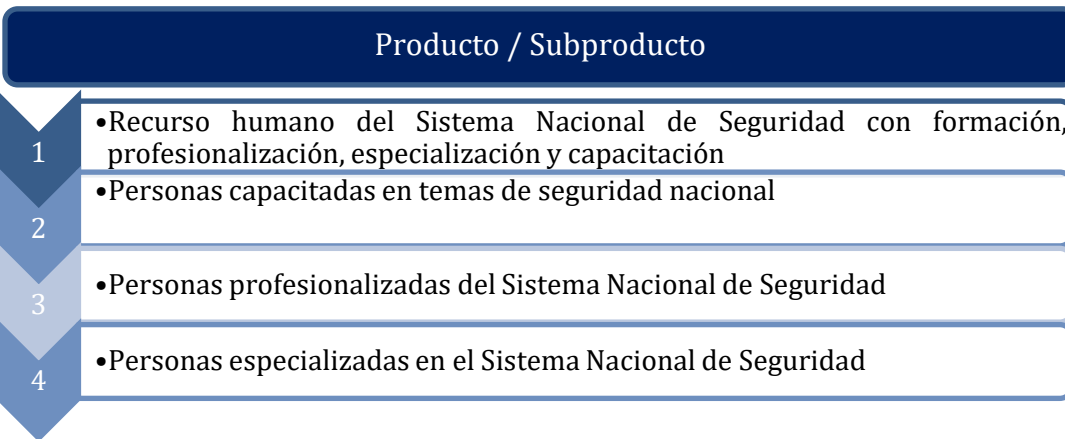 Producto / Subproducto
1
•Recurso humano del Sistema Nacional de Seguridad con formación,
profesionalización, especialización y capacitación
2
•Personas capacitadas en temas de seguridad nacional
3
•Personas profesionalizadas del Sistema Nacional de Seguridad
4
•Personas especializadas en el Sistema Nacional de Seguridad